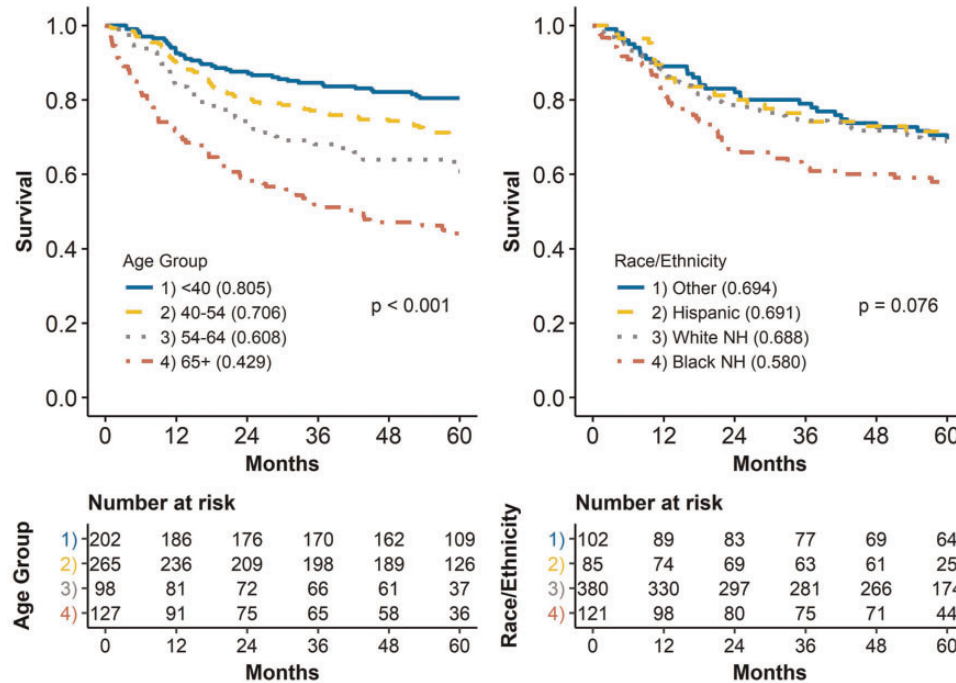 1.0
0.8
0.6
0.4
0.2
0.0
Survival
Age Group
1) <40 (0.805)
2) 40-54 (0.706)
3) 54-64 (0.608)
4) 65+ (0.429)
p < 0.001
0 12 24 36 48 60
Months
1.0
0.8
0.6
0.4
0.2
0.0
Survival
Race/Ethnicity
1) Other (0.694)
2) Hispanic (0.691)
3) White NH (0.688)
4) Black NH (0.580)
p = 0.076
0 12 24 36 48 60
Months
Number at risk
Age Group
1) 202 186 176 170 162 109
2) 265 236 209 198 189 126
3) 98 81 72 66 61 37
4) 127 91 75 65 58 36
0 12 24 36 48 60
Months
Number at risk
Race/Ethnicity
1) 102 89 83 77 69 64
2) 85 74 69 63 61 25
3) 380 330 297 281 266 174
4) 121 98 80 75 71 44
0 12 24 36 48 60
Months